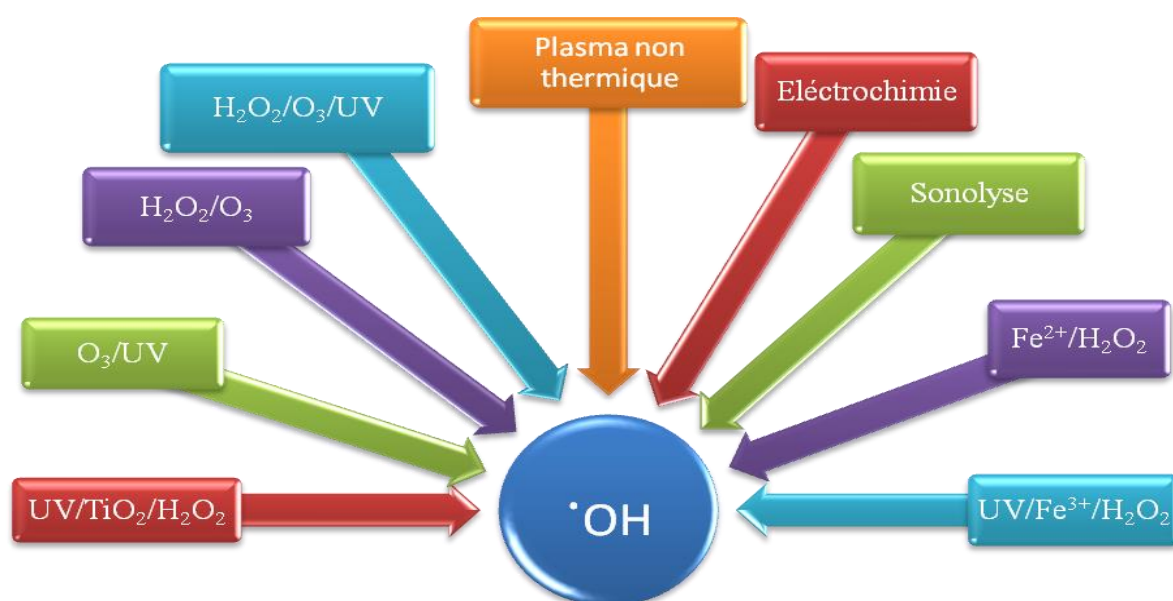 Plasma non
thermique
H₂O₂/O₃/UV
Eléctrochimie
H₂O₂/O₃
Sonolyse
O₃/UV
Fe²⁺/H₂O₂
UV/TiO₂/H₂O₂
•OH
UV/Fe³⁺/H₂O₂